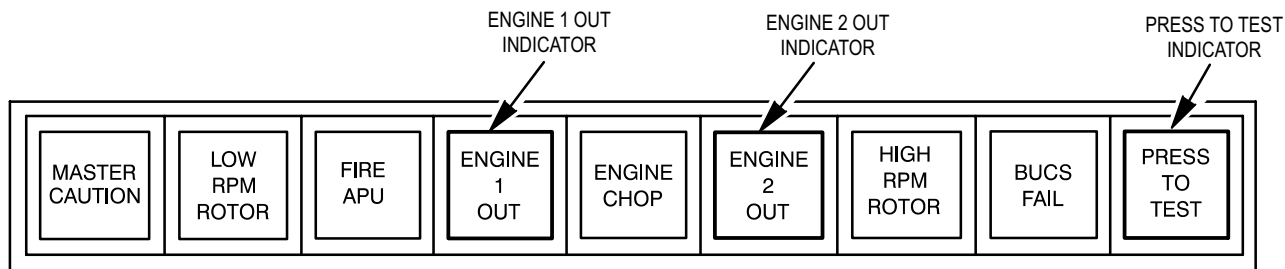 ENGINE 1 OUT
INDICATOR
ENGINE 2 OUT
INDICATOR
PRESS TO TEST
INDICATOR
MASTER
CAUTION
LOW
RPM
ROTOR
FIRE
APU
ENGINE
1
OUT
ENGINE
CHOP
ENGINE
2
OUT
HIGH
RPM
ROTOR
BUCS
FAIL
PRESS
TO
TEST